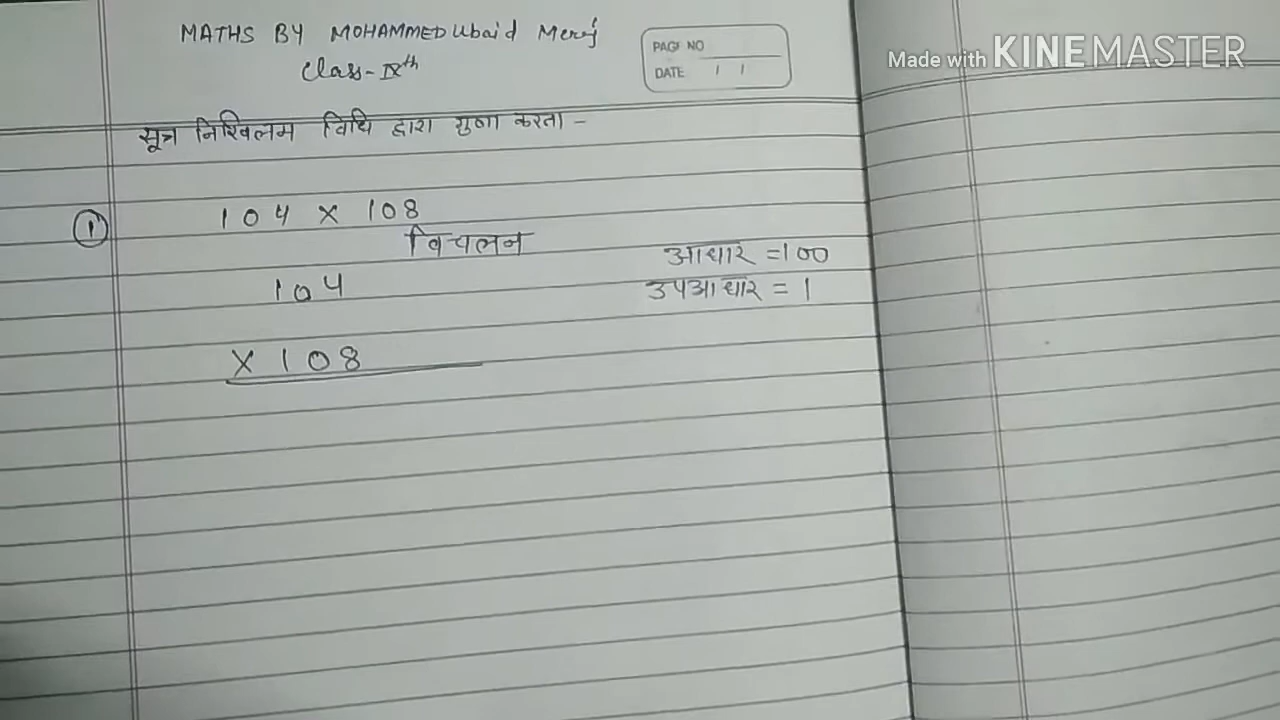 MATHS BY MOHAMMED Ubaid Meraj
Class-IXth
PAGE NO
DATE / /
Made with KINEMASTER
सूत्र निखिलम विधि द्वारा गुणा करता -
① 104 × 108
विचलन
आधार = 100
104
उपआधार = 1
× 108